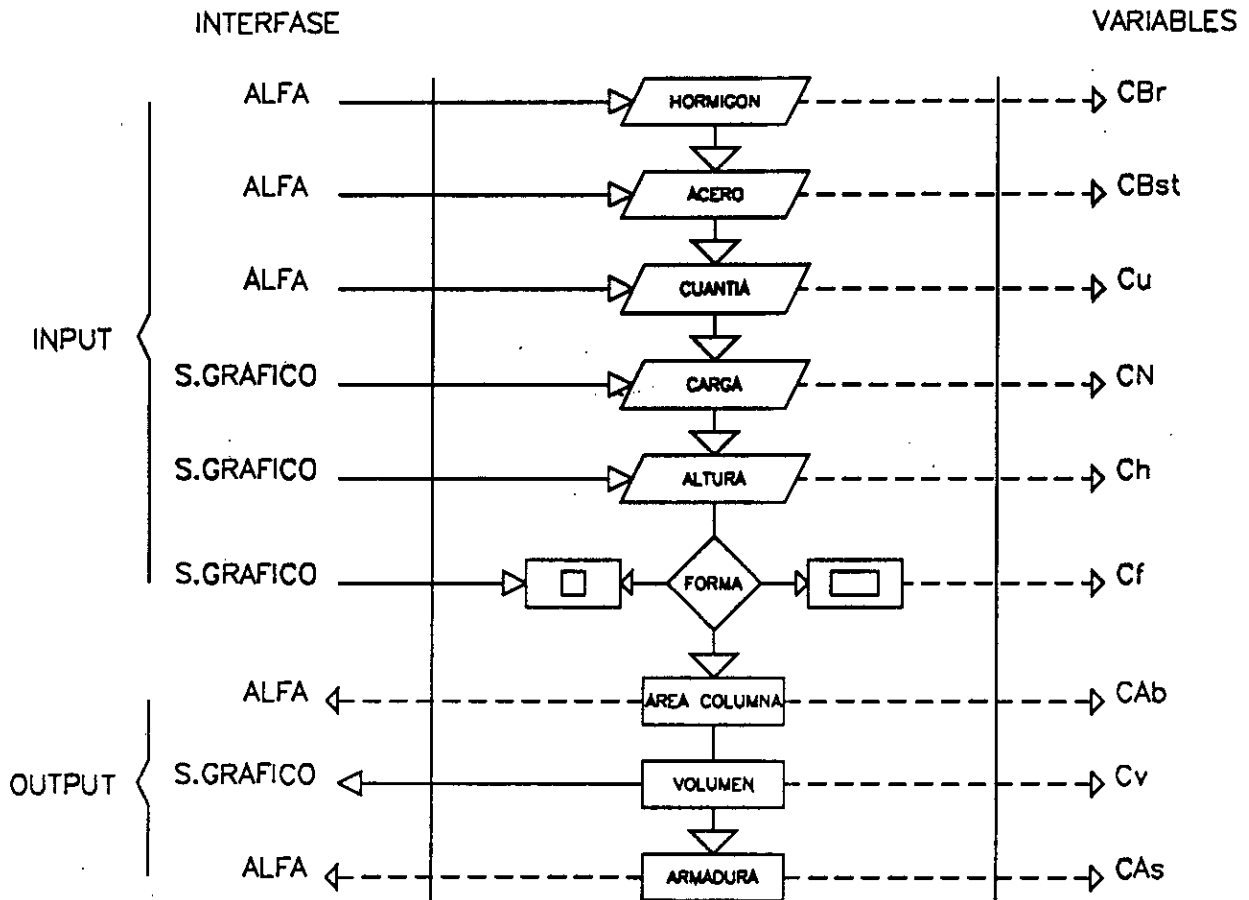 INTERFASE VARIABLES
ALFA HORMIGON CBr
ALFA ACERO CBst
ALFA CUANTIA Cu
INPUT
S.GRAFICO CARGA CN
S.GRAFICO ALTURA Ch
S.GRAFICO FORMA Cf
ALFA AREA COLUMNA CAb
OUTPUT
S.GRAFICO VOLUMEN Cv
ALFA ARMADURA CAs